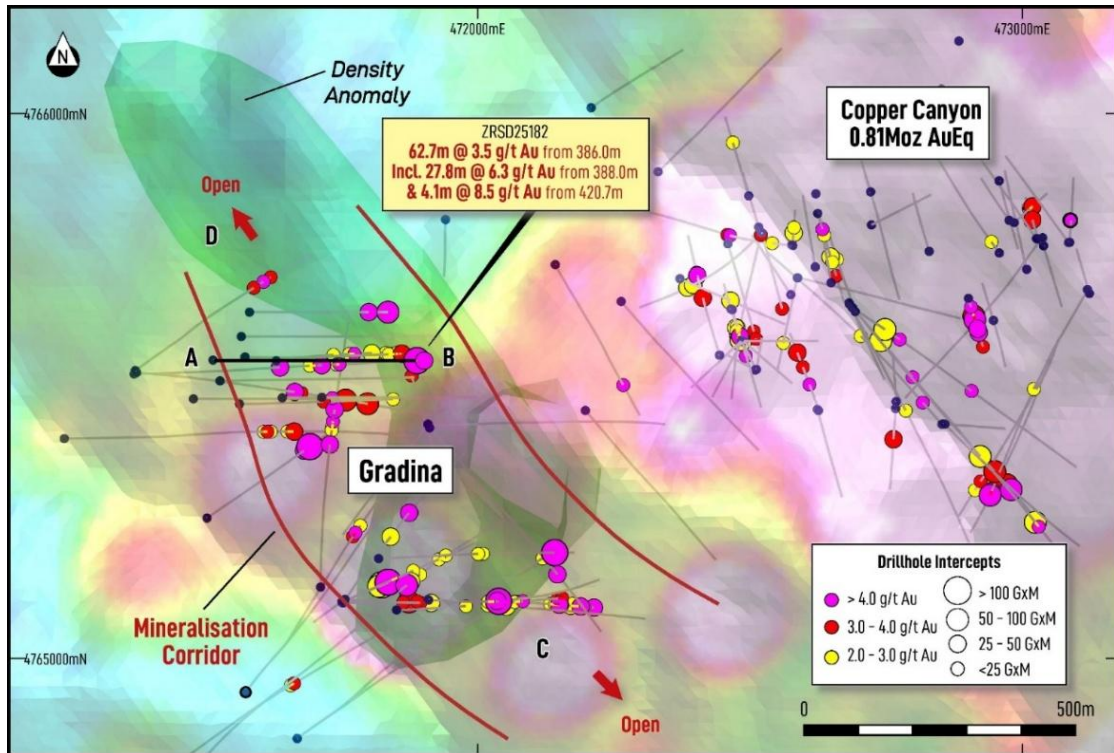 472000mE
473000mE
N
Density
Anomaly
4766000mN
Copper Canyon
0.81Moz AuEq
ZRSD25182
62.7m @ 3.5 g/t Au from 386.0m
Incl. 27.8m @ 6.3 g/t Au from 388.0m
& 4.1m @ 8.5 g/t Au from 420.7m
Open
D
A
B
Gradina
Mineralisation
Corridor
4765000mN
C
Open
Drillhole Intercepts
> 4.0 g/t Au
3.0 - 4.0 g/t Au
2.0 - 3.0 g/t Au
> 100 GxM
50 - 100 GxM
25 - 50 GxM
<25 GxM
0 500m